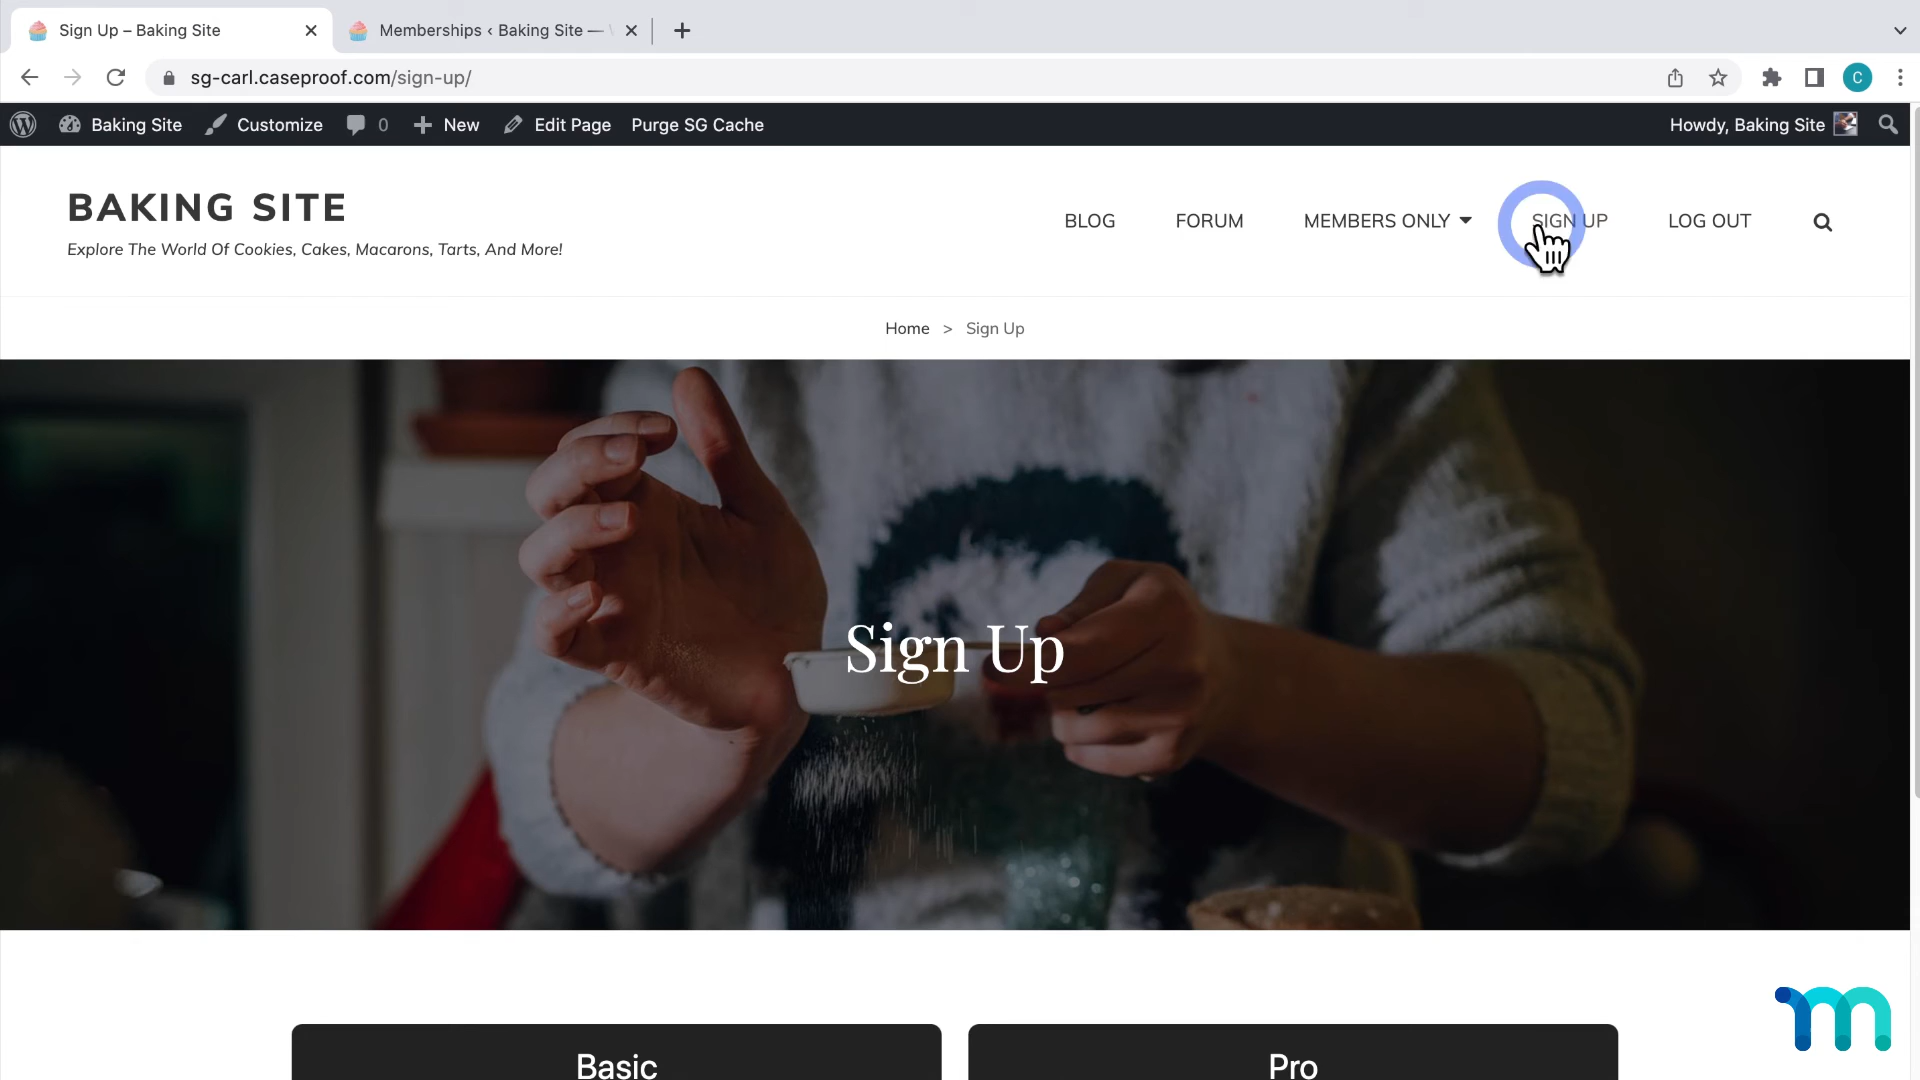 Sign Up – Baking Site
Memberships ‹ Baking Site —
sg-carl.caseproof.com/sign-up/
C
Baking Site
Customize
0
New
Edit Page
Purge SG Cache
Howdy, Baking Site
BAKING SITE
Explore The World Of Cookies, Cakes, Macarons, Tarts, And More!
BLOG
FORUM
MEMBERS ONLY
SIGN UP
LOG OUT
Home > Sign Up
Sign Up
Basic
Pro
m